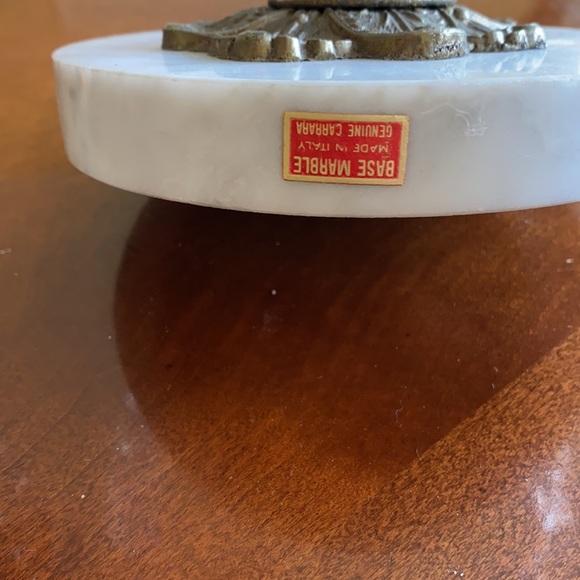 BASE MARBLE
MADE IN ITALY
GENUINE CARRARA